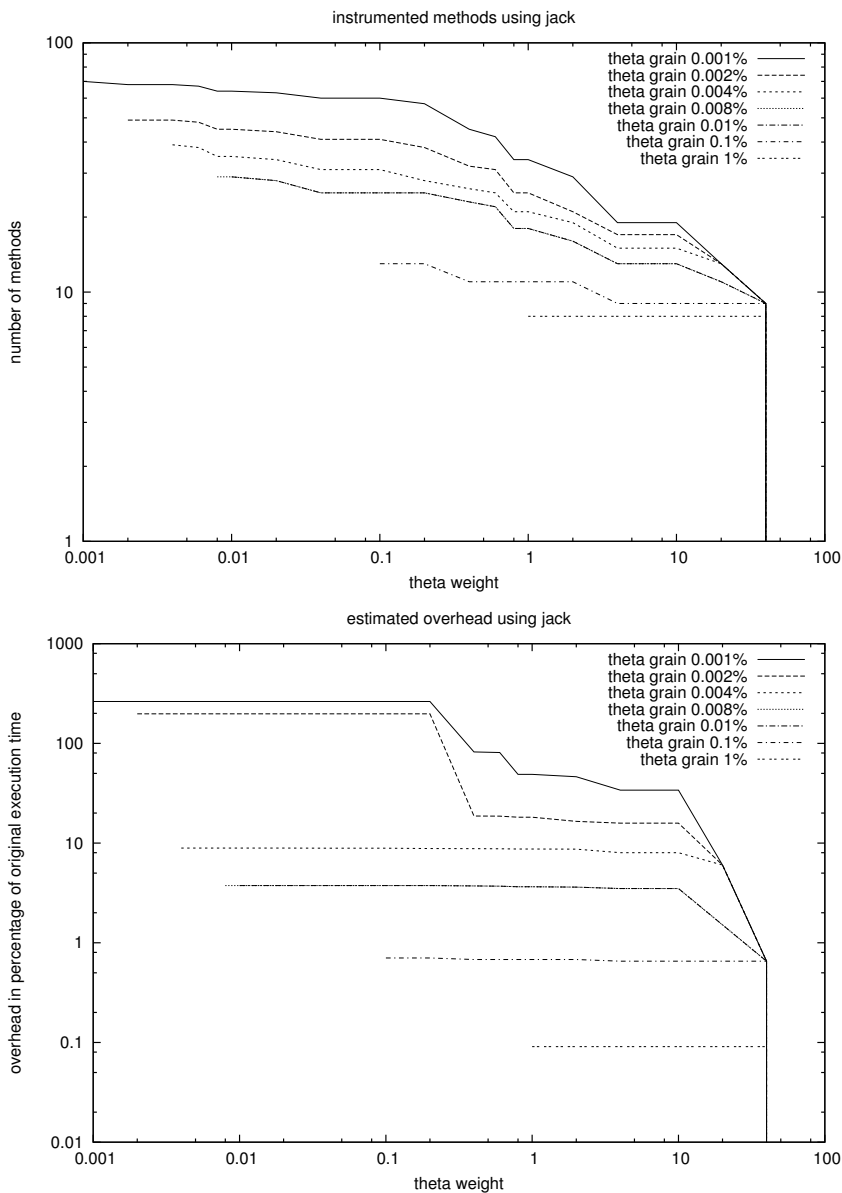 instrumented methods using jack
100
10
1
number of methods
theta grain 0.001%
theta grain 0.002%
theta grain 0.004%
theta grain 0.008%
theta grain 0.01%
theta grain 0.1%
theta grain 1%
0.001 0.01 0.1 1 10 100
theta weight
estimated overhead using jack
1000
100
10
1
0.1
0.01
overhead in percentage of original execution time
theta grain 0.001%
theta grain 0.002%
theta grain 0.004%
theta grain 0.008%
theta grain 0.01%
theta grain 0.1%
theta grain 1%
0.001 0.01 0.1 1 10 100
theta weight